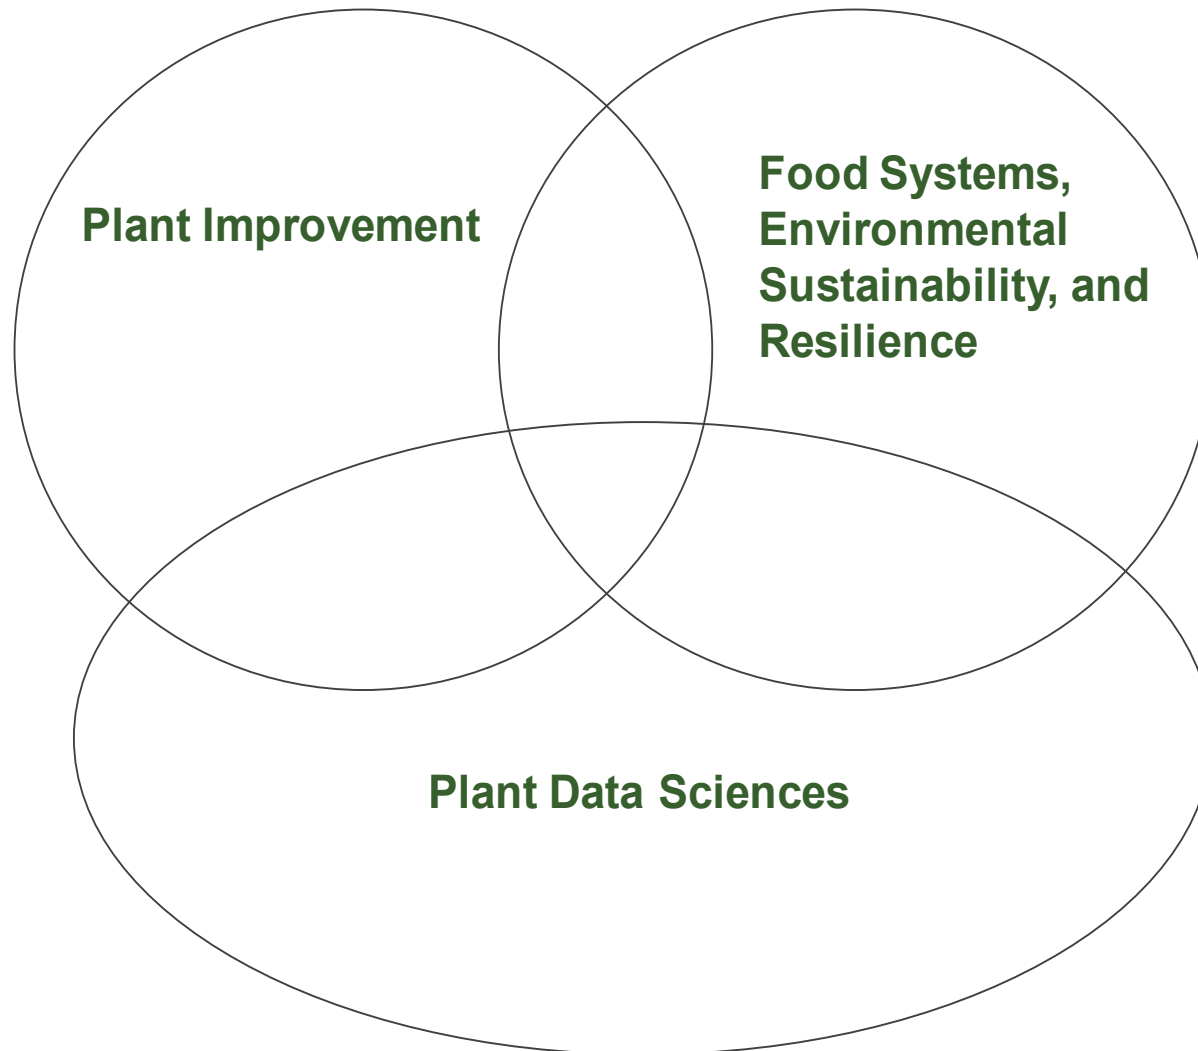 Plant Improvement
Food Systems,
Environmental
Sustainability, and
Resilience
Plant Data Sciences